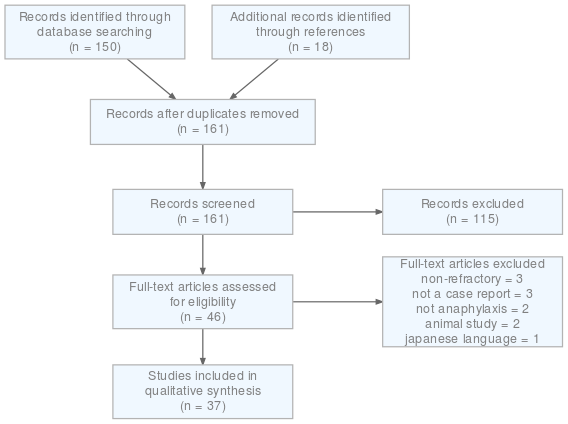 Records identified through
database searching
(n = 150)
Additional records idientified
through references
(n = 18)
Records after duplicates removed
(n = 161)
Records screened
(n = 161)
Records excluded
(n = 115)
Full-text articles assessed
for eligibility
(n = 46)
Full-text articles excluded
non-refractory = 3
not a case report = 3
not anaphylaxis = 2
animal study = 2
japanese language = 1
Studies included in
qualitative synthesis
(n = 37)